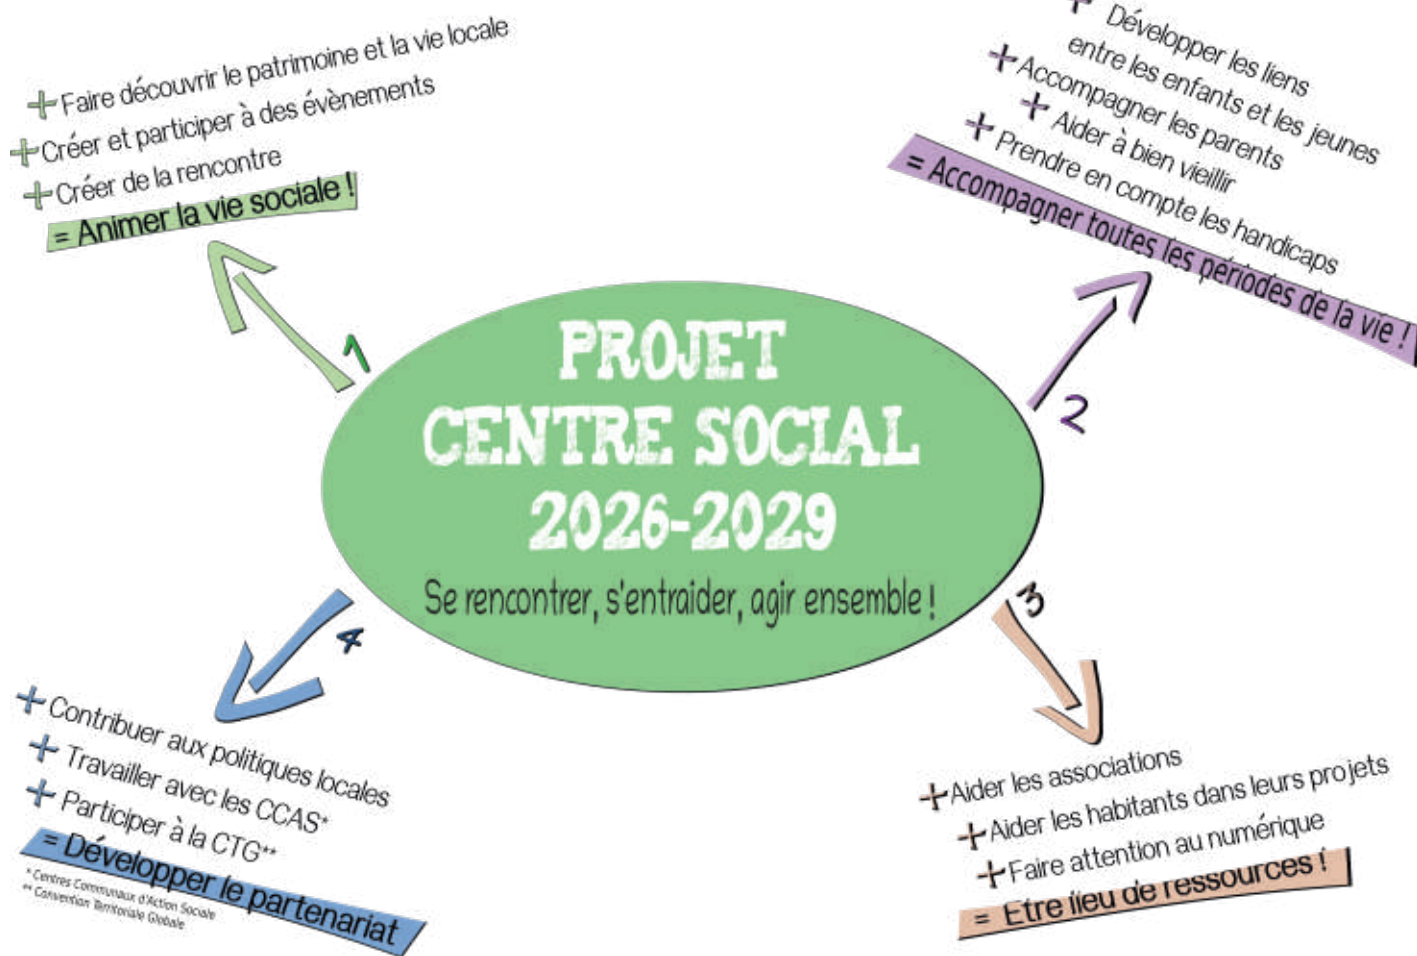 + Faire découvrir le patrimoine et la vie locale
+ Créer et participer à des évènements
+ Créer de la rencontre
= Animer la vie sociale !
1
+ Développer les liens
entre les enfants et les jeunes
+ Accompagner les parents
+ Aider à bien vieillir
+ Prendre en compte les handicaps
= Accompagner toutes les périodes de la vie !
2
PROJET
CENTRE SOCIAL
2026-2029
Se rencontrer, s'entraider, agir ensemble !
3
+ Aider les associations
+ Aider les habitants dans leurs projets
+ Faire attention au numérique
= Etre lieu de ressources !
4
+ Contribuer aux politiques locales
+ Travailler avec les CCAS*
+ Participer à la CTG**
= Développer le partenariat
* Centres Communaux d'Action Sociale
** Convention Territoriale Globale